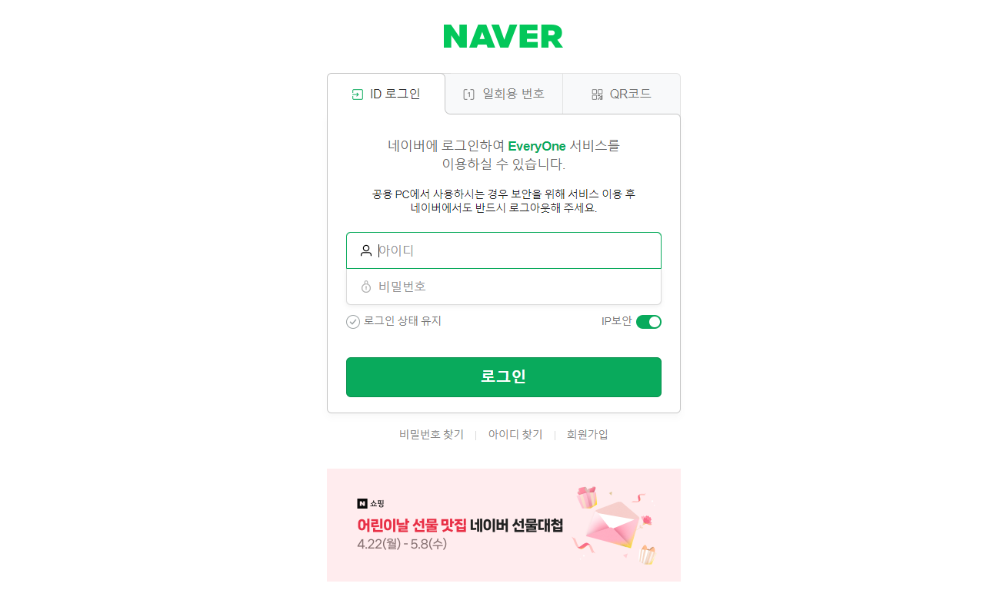 NAVER
ID 로그인
1 일회용 번호
QR코드
네이버에 로그인하여 EveryOne 서비스를
이용하실 수 있습니다.
공용 PC에서 사용하시는 경우 보안을 위해 서비스 이용 후
네이버에서도 반드시 로그아웃해 주세요.
아이디
비밀번호
로그인 상태 유지
IP보안
로그인
비밀번호 찾기
아이디 찾기
회원가입
N 쇼핑
어린이날 선물 맛집 네이버 선물대첩
4.22(월) - 5.8(수)